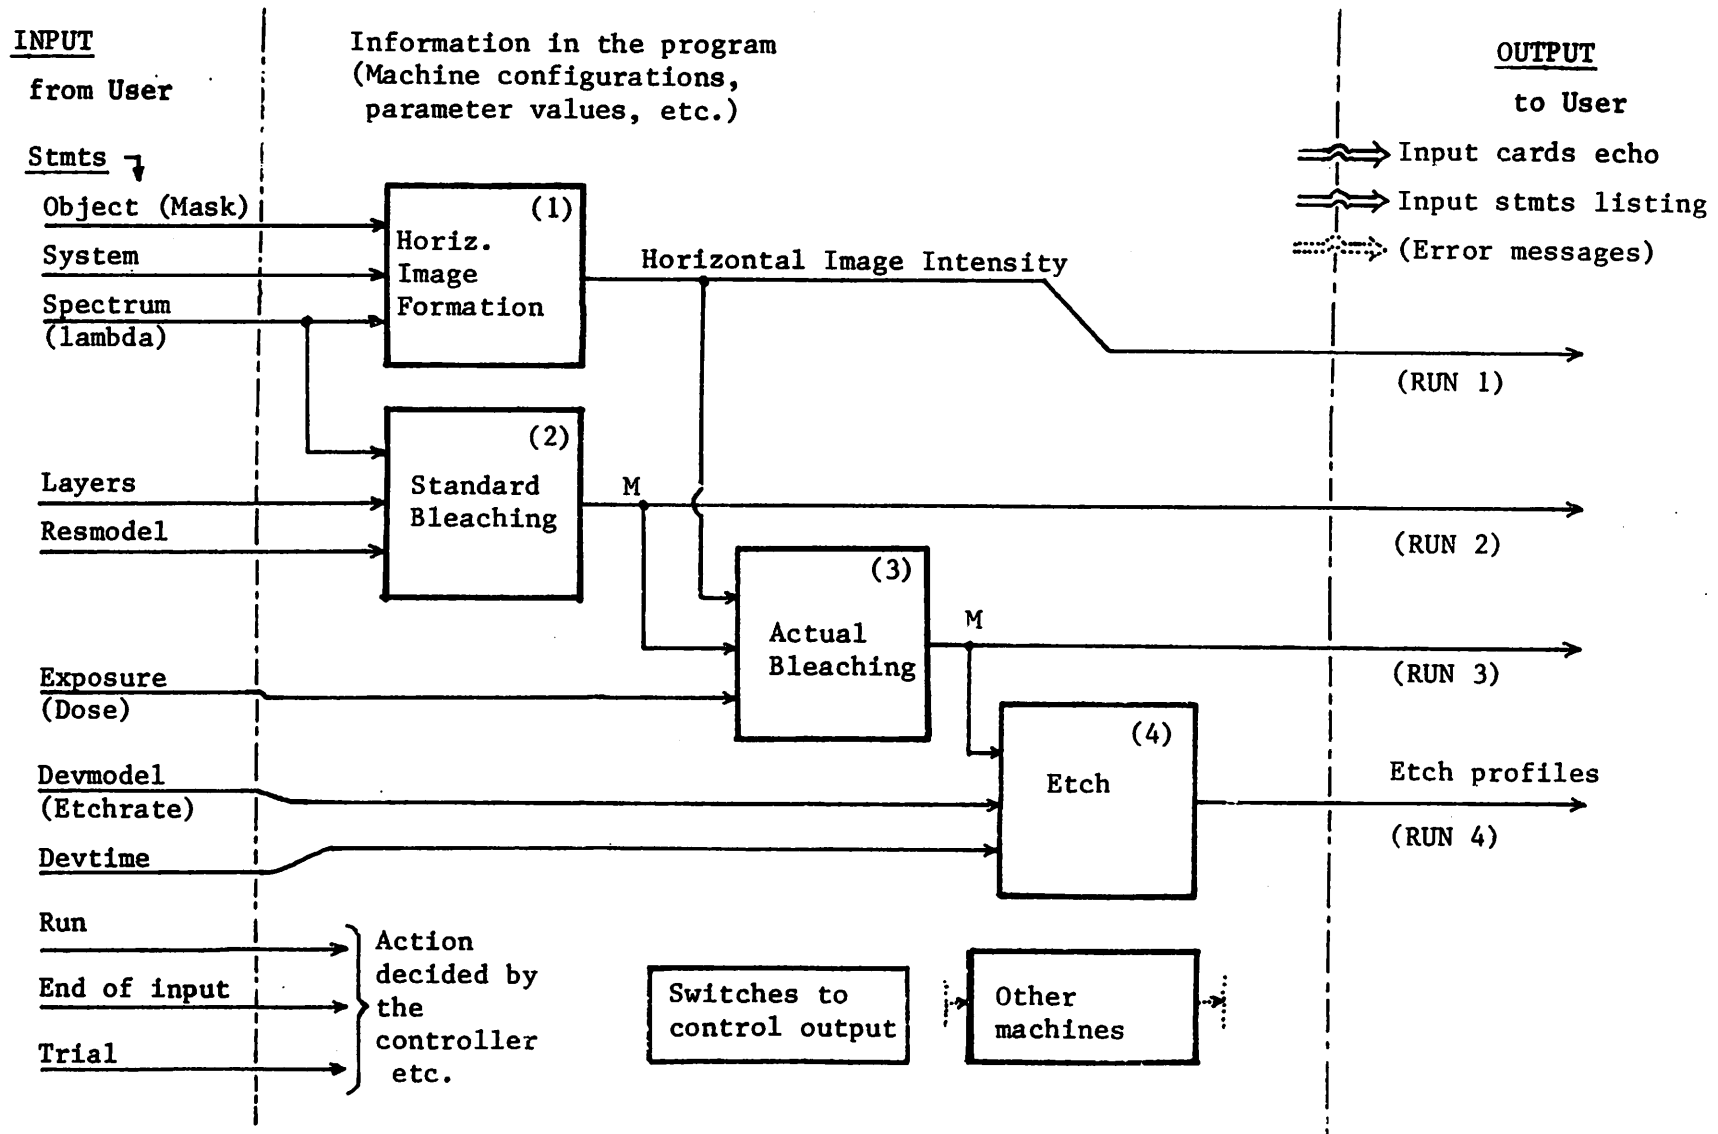 INPUT
from User
Stmts
Information in the program
(Machine configurations,
parameter values, etc.)
OUTPUT
to User
Input cards echo
Input stmts listing
(Error messages)
Object (Mask)
System
Spectrum
(lambda)
(1)
Horiz.
Image
Formation
Horizontal Image Intensity
(RUN 1)
Layers
Resmodel
(2)
Standard
Bleaching
M
(RUN 2)
Exposure
(Dose)
(3)
Actual
Bleaching
M
(RUN 3)
Devmodel
(Etchrate)
Devtime
(4)
Etch
Etch profiles
(RUN 4)
Run
End of input
Trial
Action
decided by
the
controller
etc.
Switches to
control output
Other
machines